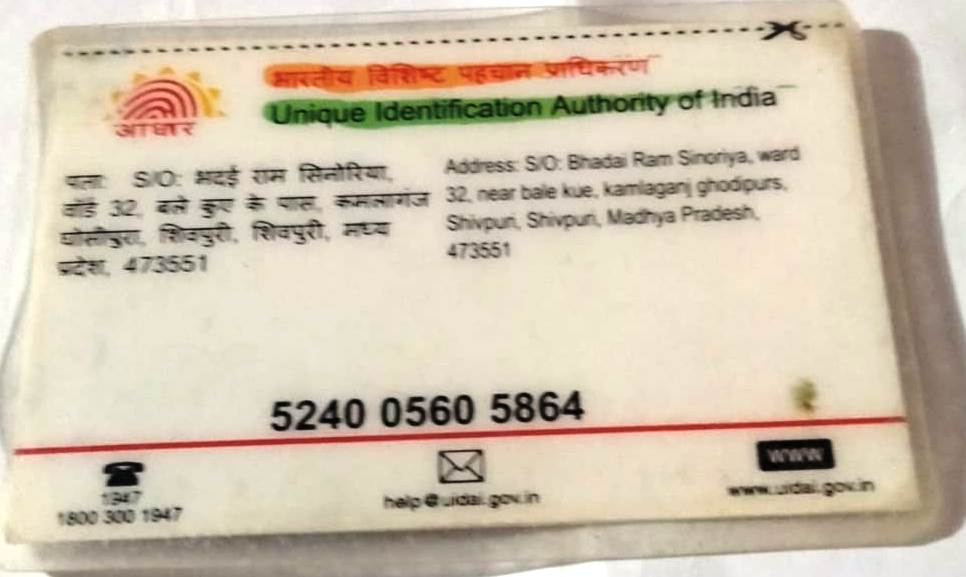 भारतीय विशिष्ट पहचान प्राधिकरण
Unique Identification Authority of India
आधार
पता: S/O: भदई राम सिनोरिया,
वॉर्ड 32, बले कुए के पास, कमलागंज
घोसीपुरा, शिवपुरी, शिवपुरी, मध्य
प्रदेश, 473551
Address: S/O: Bhadai Ram Sinoriya, ward
32, near bale kue, kamlaganj ghodipurs,
Shivpuri, Shivpuri, Madhya Pradesh,
473551
5240 0560 5864
1947
1800 300 1947
help@uidai.gov.in
www
www.uidai.gov.in